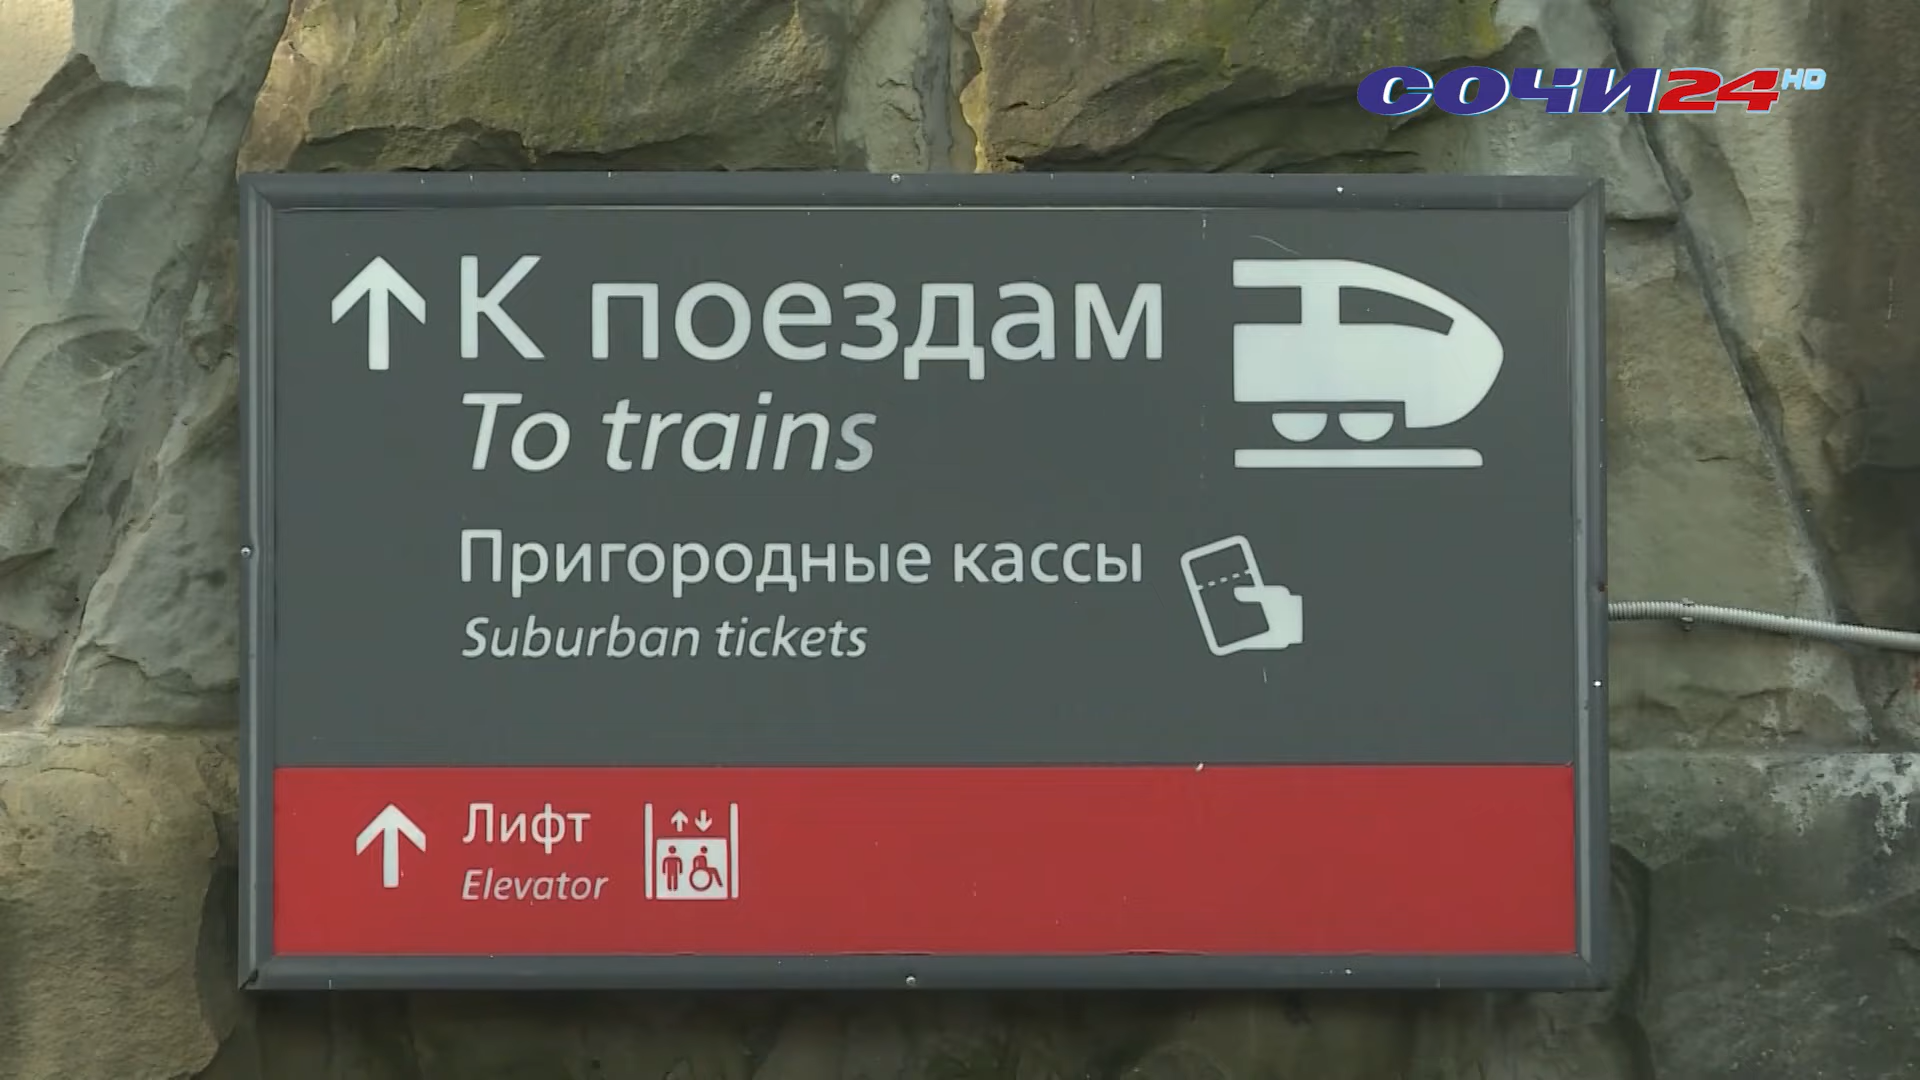 СОЧИ24HD
К поездам
To trains
Пригородные кассы
Suburban tickets
Лифт
Elevator